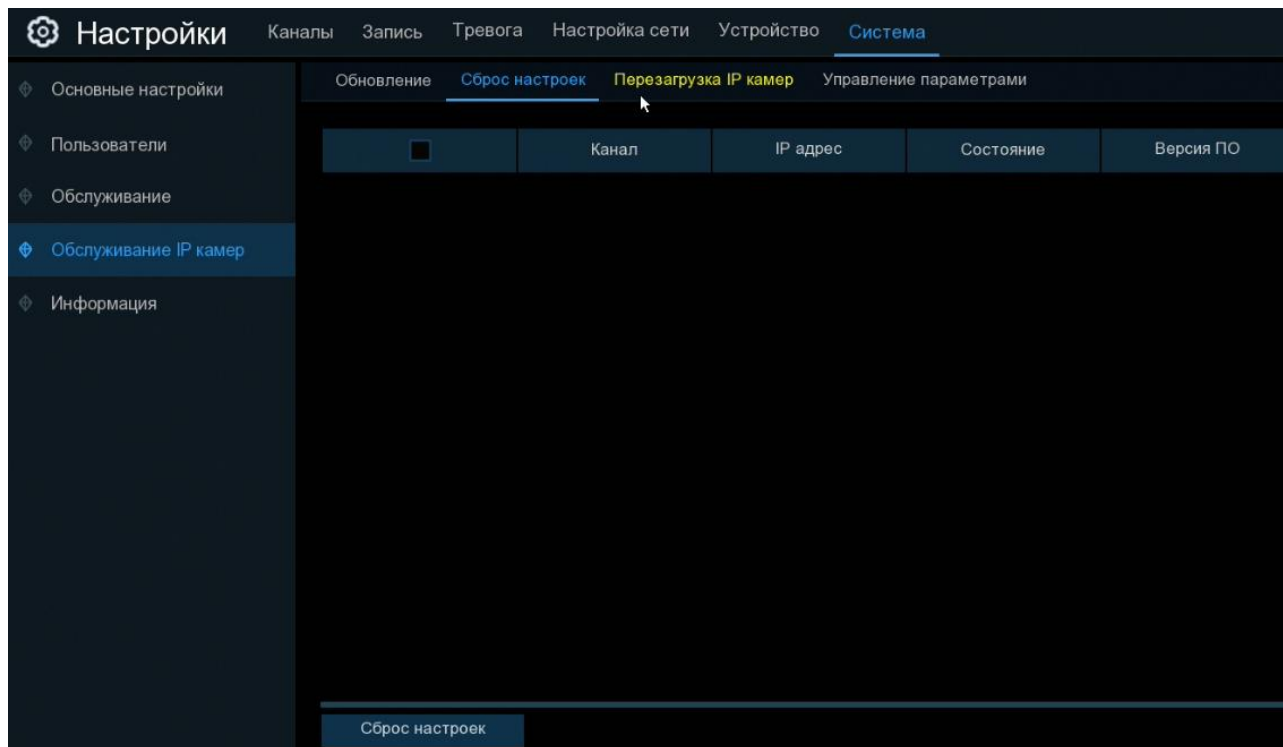 Настройки Каналы Запись Тревога Настройка сети Устройство Система
Основные настройки
Пользователи
Обслуживание
Обслуживание IP камер
Информация
Обновление Сброс настроек Перезагрузка IP камер Управление параметрами
Канал IP адрес Состояние Версия ПО
Сброс настроек